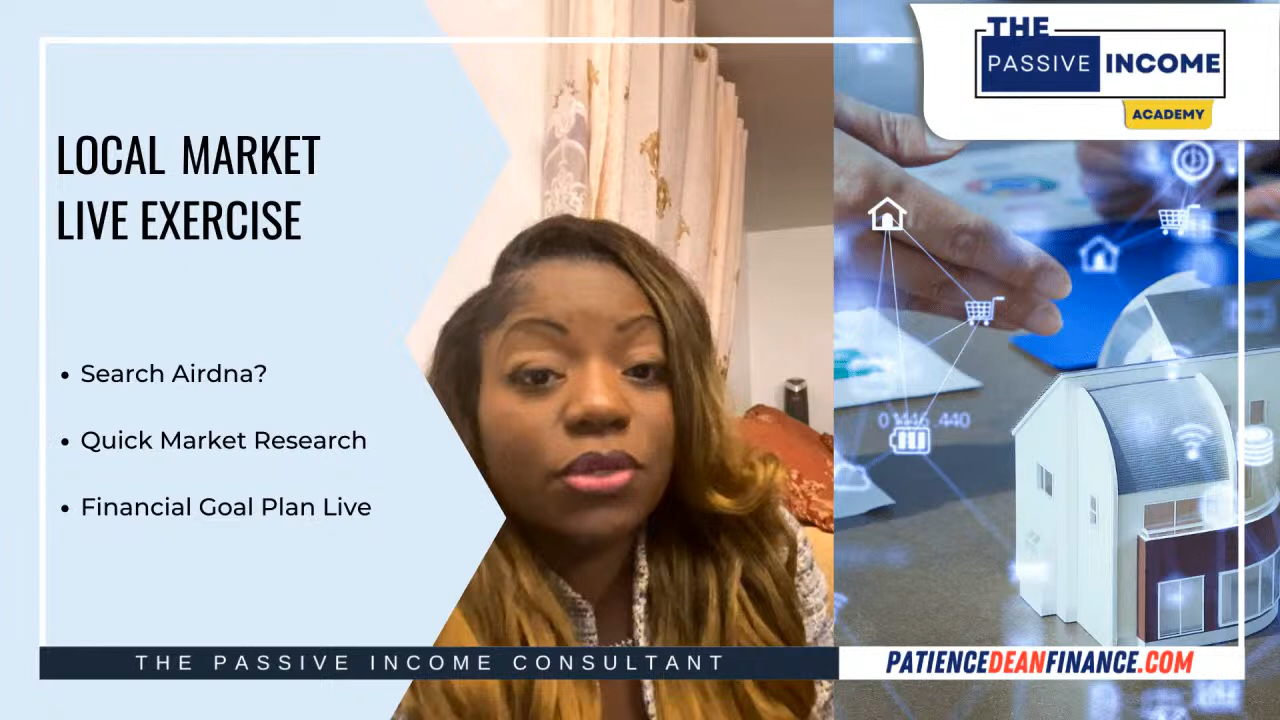 THE
PASSIVE INCOME
ACADEMY
LOCAL MARKET
LIVE EXERCISE
• Search Airdna?
• Quick Market Research
• Financial Goal Plan Live
THE PASSIVE INCOME CONSULTANT
PATIENCEDEANFINANCE.COM